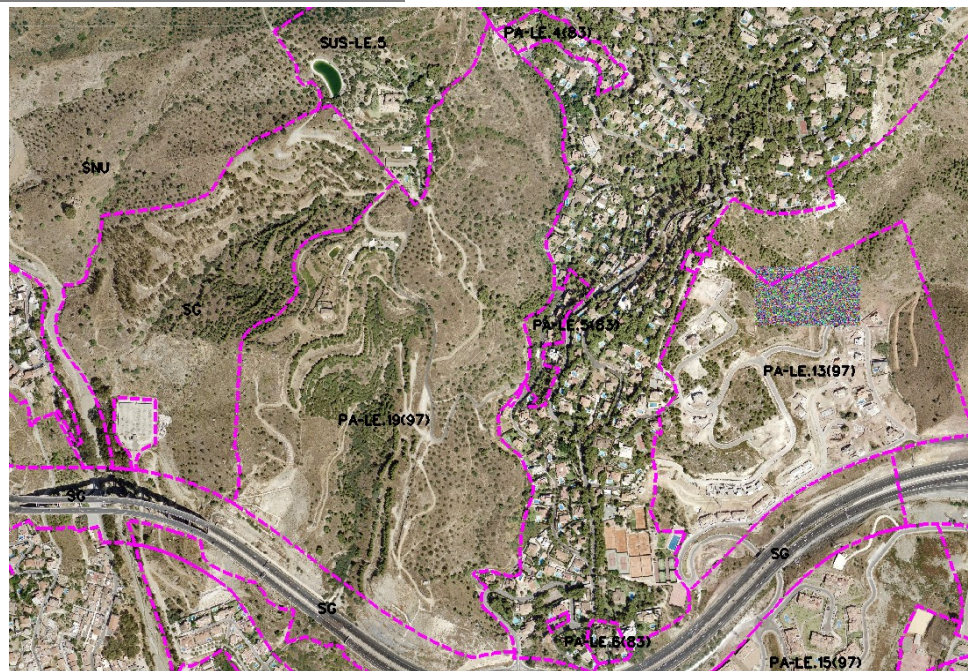 SUS-LE.5
PA-LE.4(83)
SNU
SG
PA-LE.5(83)
PA-LE.13(97)
PA-LE.19(97)
SG
SG
SG
PA-LE.6(83)
PA-LE.15(97)